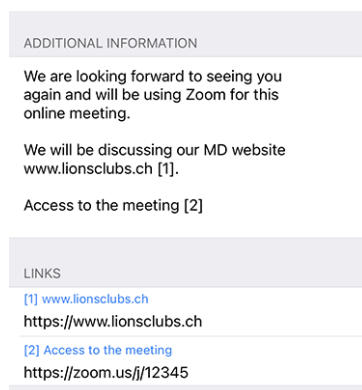 ADDITIONAL INFORMATION
We are looking forward to seeing you
again and will be using Zoom for this
online meeting.
We will be discussing our MD website
www.lionsclubs.ch [1].
Access to the meeting [2]
LINKS
[1] www.lionsclubs.ch
https://www.lionsclubs.ch
[2] Access to the meeting
https://zoom.us/j/12345